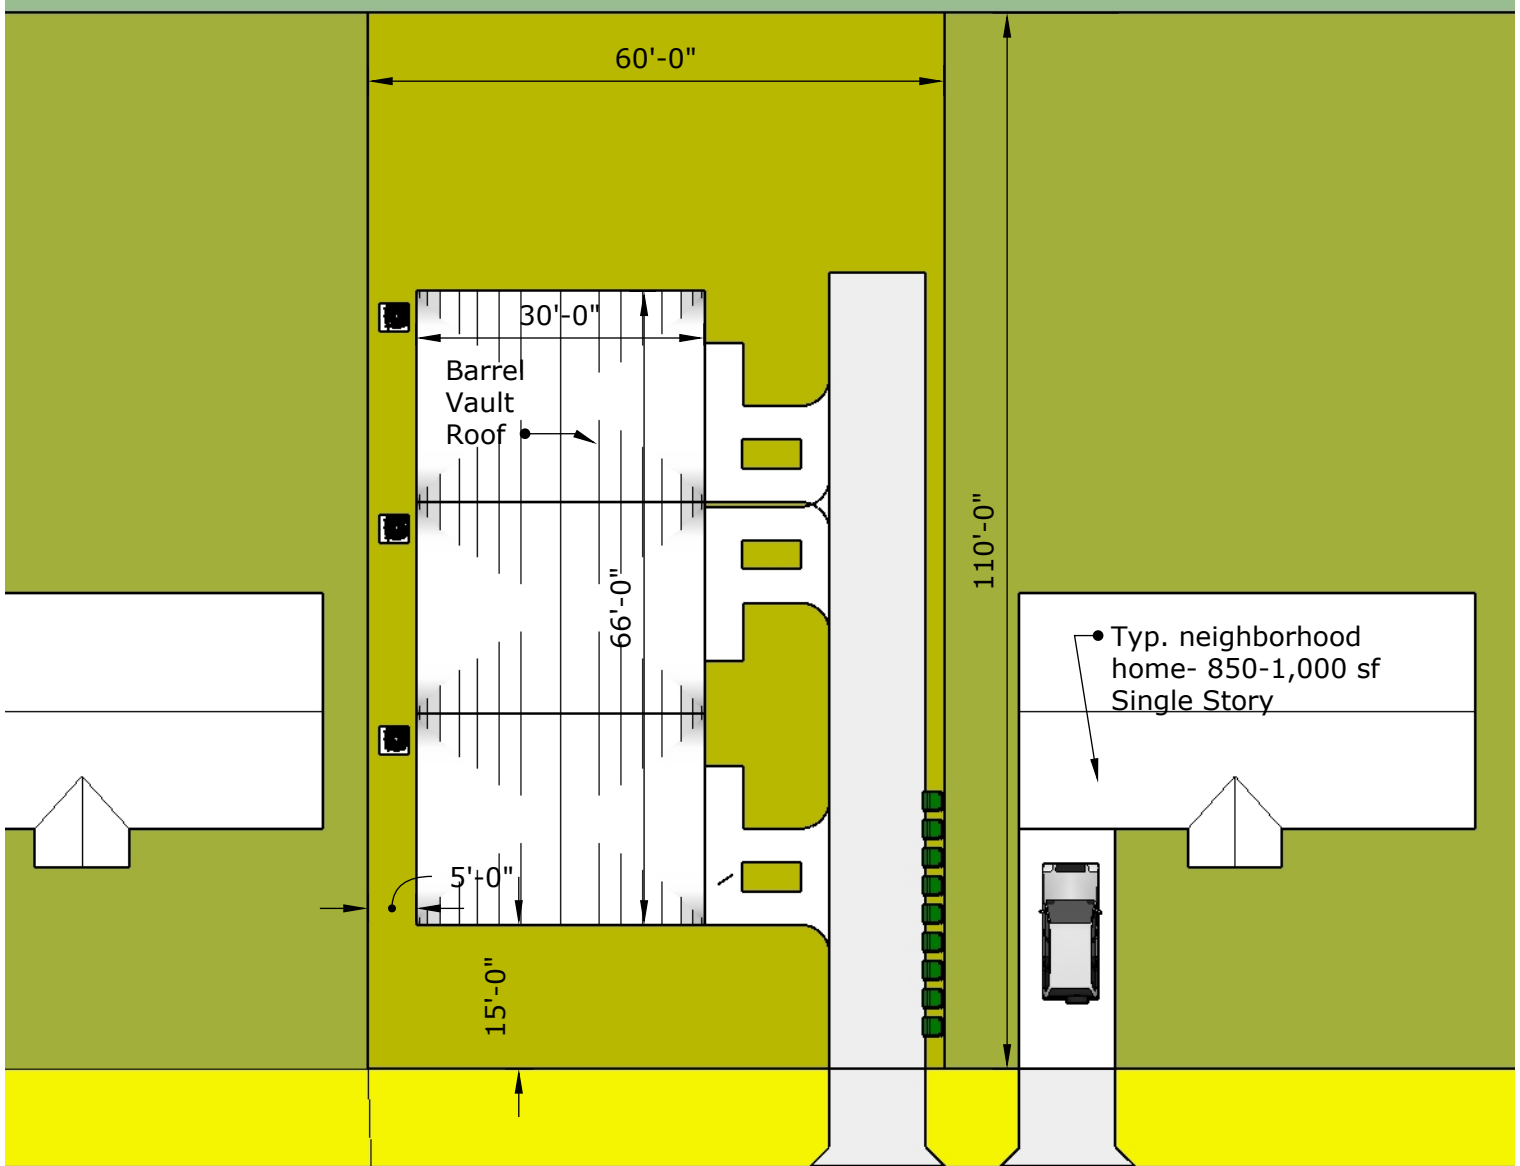 60'-0"
30'-0"
Barrel
Vault
Roof
110'-0"
66'-0"
Typ. neighborhood
home- 850-1,000 sf
Single Story
5'-0"
15'-0"